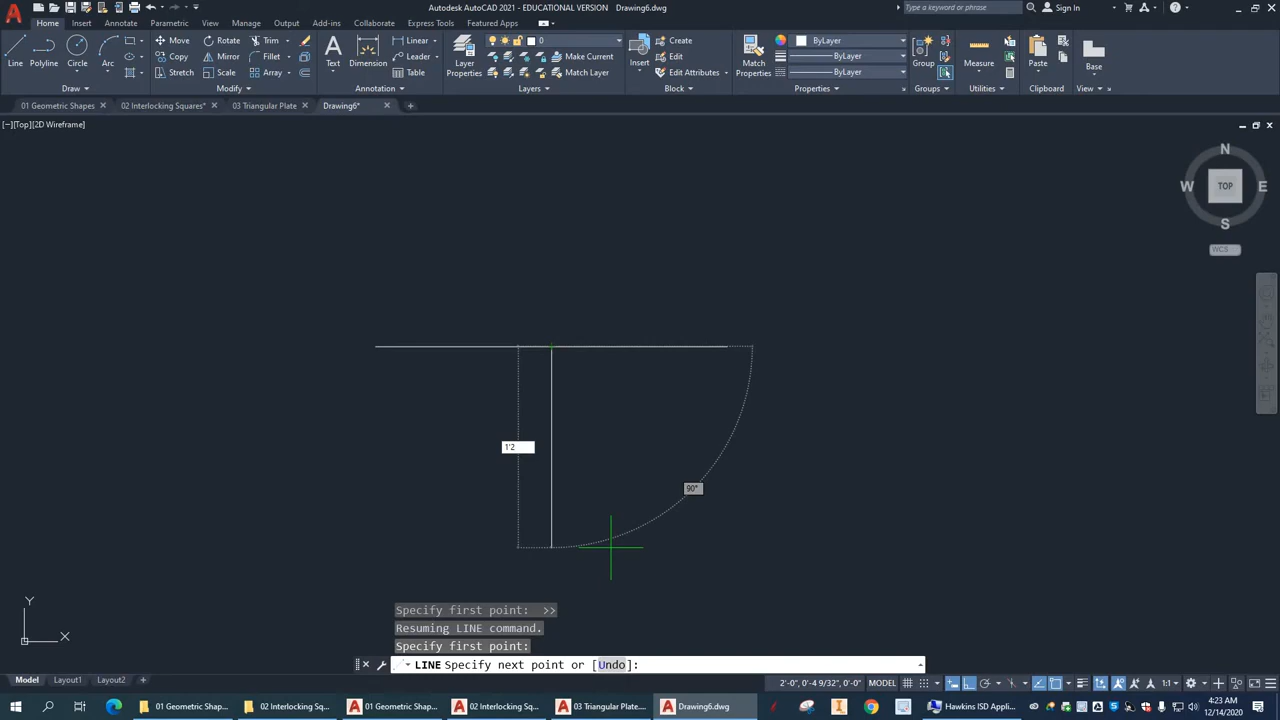 Autodesk AutoCAD 2021 - EDUCATIONAL VERSION Drawing6.dwg
Type a keyword or phrase
Sign In
Home Insert Annotate Parametric View Manage Output Add-ins Collaborate Express Tools Featured Apps
Line Polyline Circle Arc
Move Rotate Trim
Copy Mirror Fillet
Stretch Scale Array
Text Dimension
Linear
Leader
Table
Layer Properties
0
Make Current
Match Layer
Insert
Create
Edit
Edit Attributes
Match Properties
ByLayer
ByLayer
ByLayer
Group
Measure
Paste
Base
Draw Modify Annotation Layers Block Properties Groups Utilities Clipboard View
01 Geometric Shapes 02 Interlocking Squares* 03 Triangular Plate Drawing6*
[−][Top][2D Wireframe]
N
W TOP E
S
WCS
1'2
90°
Y
X
Specify first point: >>
Resuming LINE command.
Specify first point:
LINE Specify next point or [Undo]:
Model Layout1 Layout2
2'-0", 0'-4 9/32", 0'-0" MODEL 1:1
01 Geometric Shap... 02 Interlocking Squ... 01 Geometric Shap... 02 Interlocking Sq... 03 Triangular Plate.... Drawing6.dwg
Hawkins ISD Appli...
4:23 AM
12/14/2020